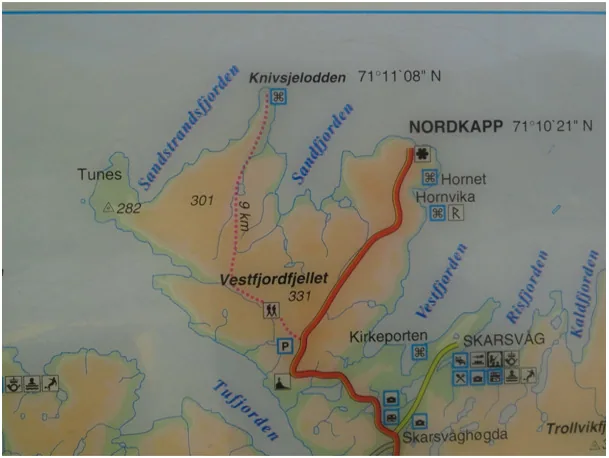 Knivsjelodden 71°11`08" N
NORDKAPP 71°10`21" N
Sandstrandsfjorden
Sandfjorden
Tunes
282
301
9 km
Hornet
Hornvika
R
Vestfjordfjellet
331
Vestfjorden
Risfjorden
Kaldfjorden
P
Kirkeporten
SKARSVÅG
Tufjorden
Skarsvåghøgda
Trollvikfj